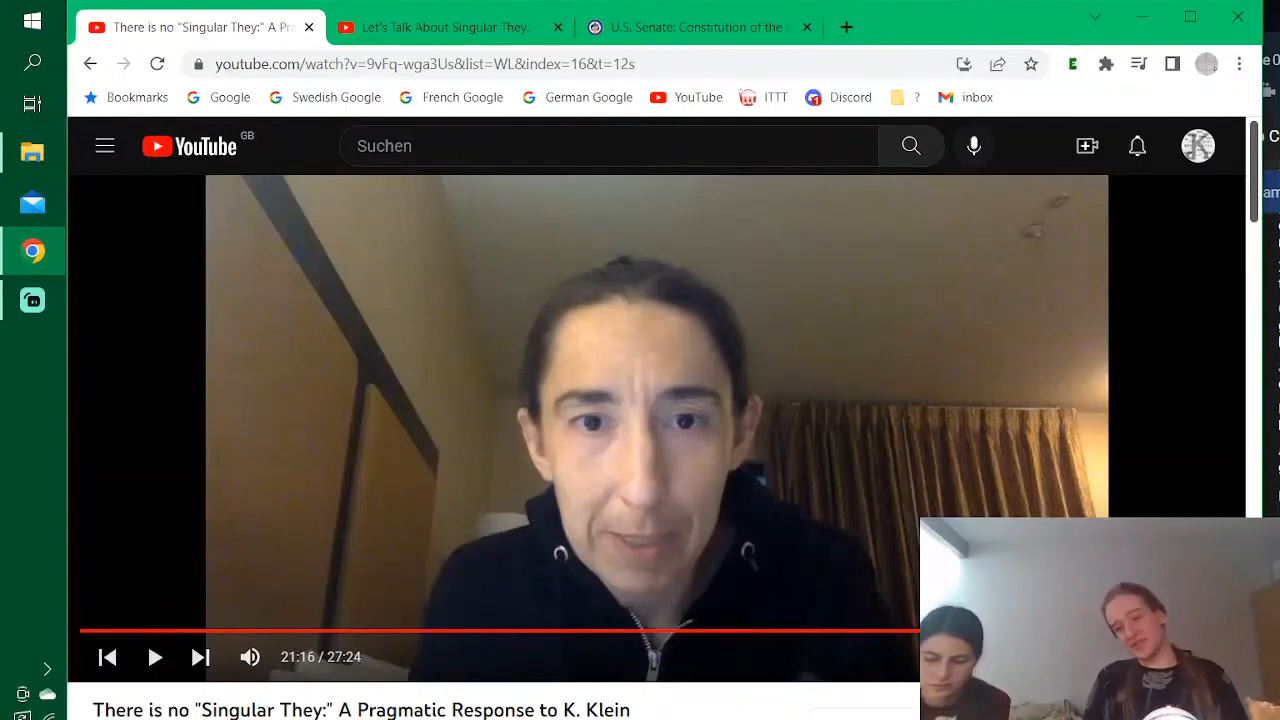 There is no "Singular They:" A Pra
Let's Talk About Singular They.
U.S. Senate: Constitution of the
youtube.com/watch?v=9vFq-wga3Us&list=WL&index=16&t=12s
Bookmarks
Google
Swedish Google
French Google
German Google
YouTube
ITTT
Discord
?
inbox
YouTube
GB
Suchen
21:16 / 27:24
There is no "Singular They:" A Pragmatic Response to K. Klein